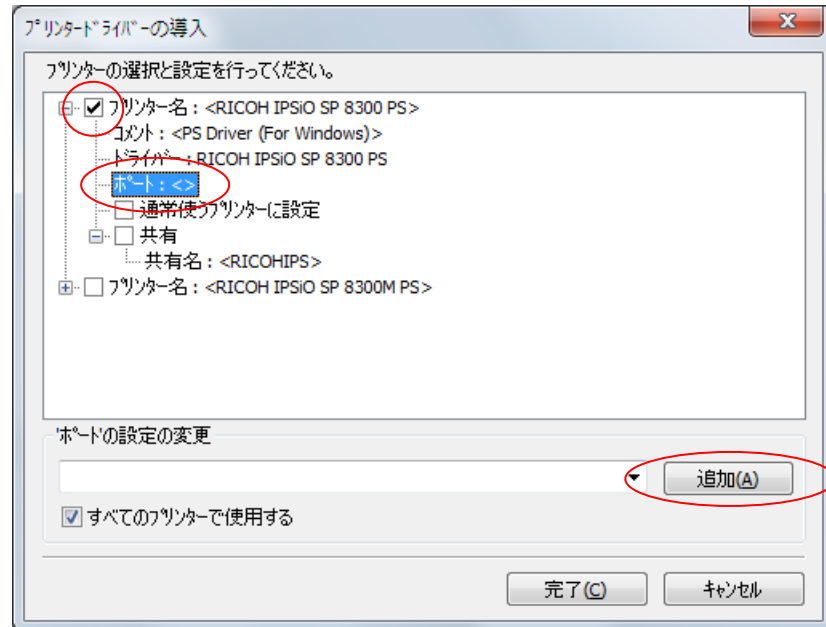 ﾌﾟﾘﾝﾀｰﾄﾞﾗｲﾊﾞｰの導入
ﾌﾟﾘﾝﾀｰの選択と設定を行ってください。
ﾌﾟﾘﾝﾀｰ名 : <RICOH IPSiO SP 8300 PS>
ｺﾒﾝﾄ : <PS Driver (For Windows)>
ﾄﾞﾗｲﾊﾞｰ : RICOH IPSiO SP 8300 PS
ﾎﾟｰﾄ : <>
通常使うﾌﾟﾘﾝﾀｰに設定
共有
共有名 : <RICOHIPS>
ﾌﾟﾘﾝﾀｰ名 : <RICOH IPSiO SP 8300M PS>
'ﾎﾟｰﾄ'の設定の変更
追加(A)
すべてのﾌﾟﾘﾝﾀｰで使用する
完了(C) ｷｬﾝｾﾙ